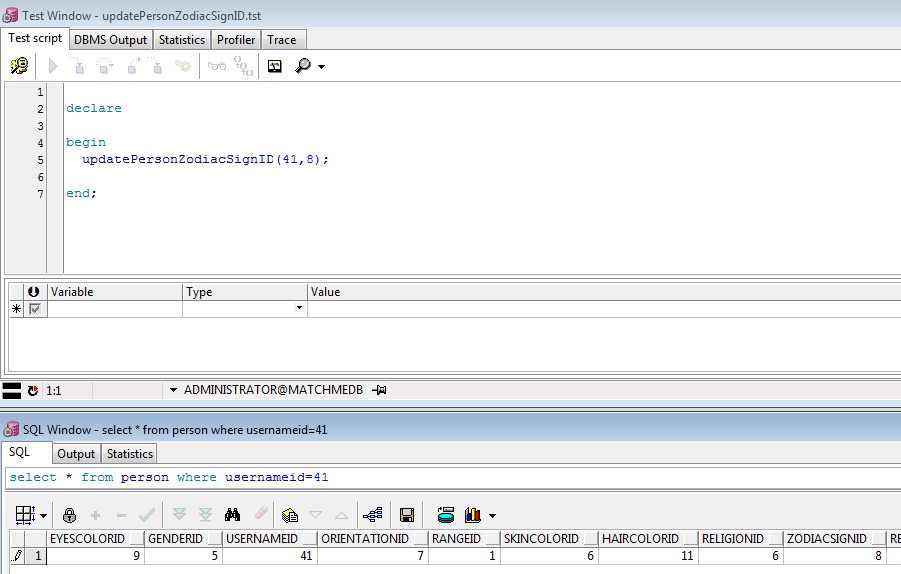 Test Window - updatePersonZodiacSignID.tst
Test script DBMS Output Statistics Profiler Trace
1
2 declare
3
4 begin
5 updatePersonZodiacSignID(41,8);
6
7 end;
Variable Type Value
1:1 ADMINISTRATOR@MATCHMEDB
SQL Window - select * from person where usernameid=41
SQL Output Statistics
select * from person where usernameid=41
EYESCOLORID GENDERID USERNAMEID ORIENTATIONID RANGEID SKINCOLORID HAIRCOLORID RELIGIONID ZODIACSIGNID RE
1 9 5 41 7 1 6 11 6 8